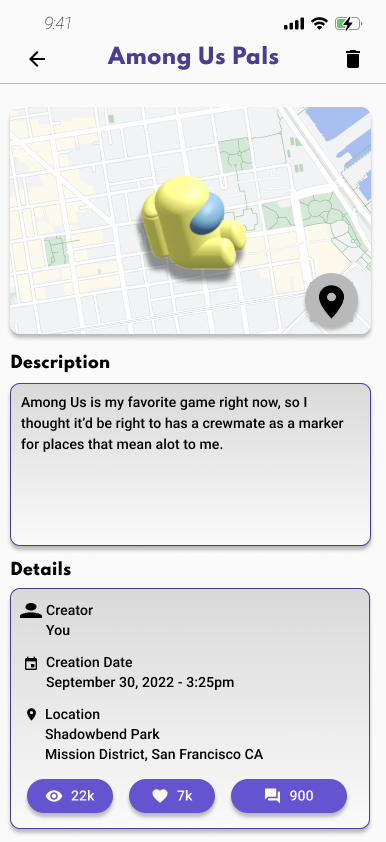 9:41
Among Us Pals
Description
Among Us is my favorite game right now, so I
thought it’d be right to has a crewmate as a marker
for places that mean alot to me.
Details
Creator
You
Creation Date
September 30, 2022 - 3:25pm
Location
Shadowbend Park
Mission District, San Francisco CA
22k
7k
900